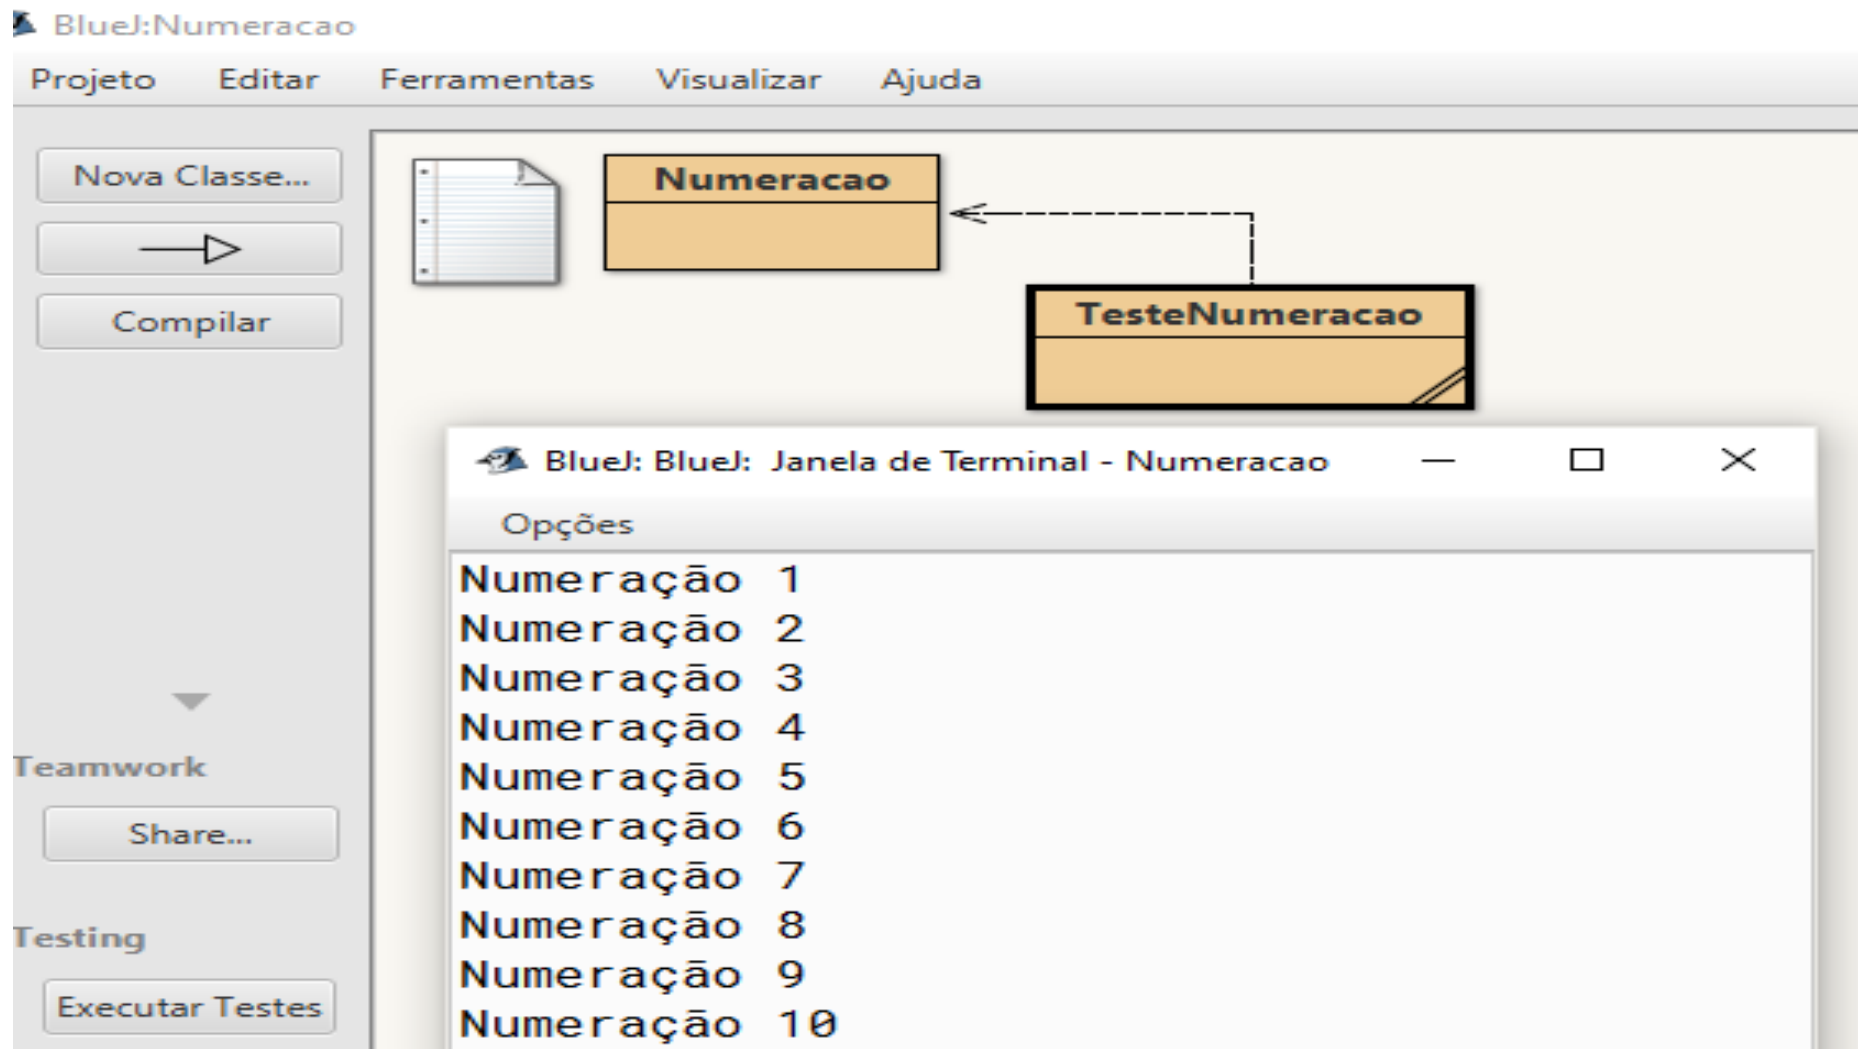 BlueJ:Numeracao
Projeto Editar Ferramentas Visualizar Ajuda
Nova Classe...
Compilar
Numeracao
TesteNumeracao
BlueJ: BlueJ: Janela de Terminal - Numeracao
Opções
Numeração 1
Numeração 2
Numeração 3
Numeração 4
Numeração 5
Numeração 6
Numeração 7
Numeração 8
Numeração 9
Numeração 10
Teamwork
Share...
Testing
Executar Testes